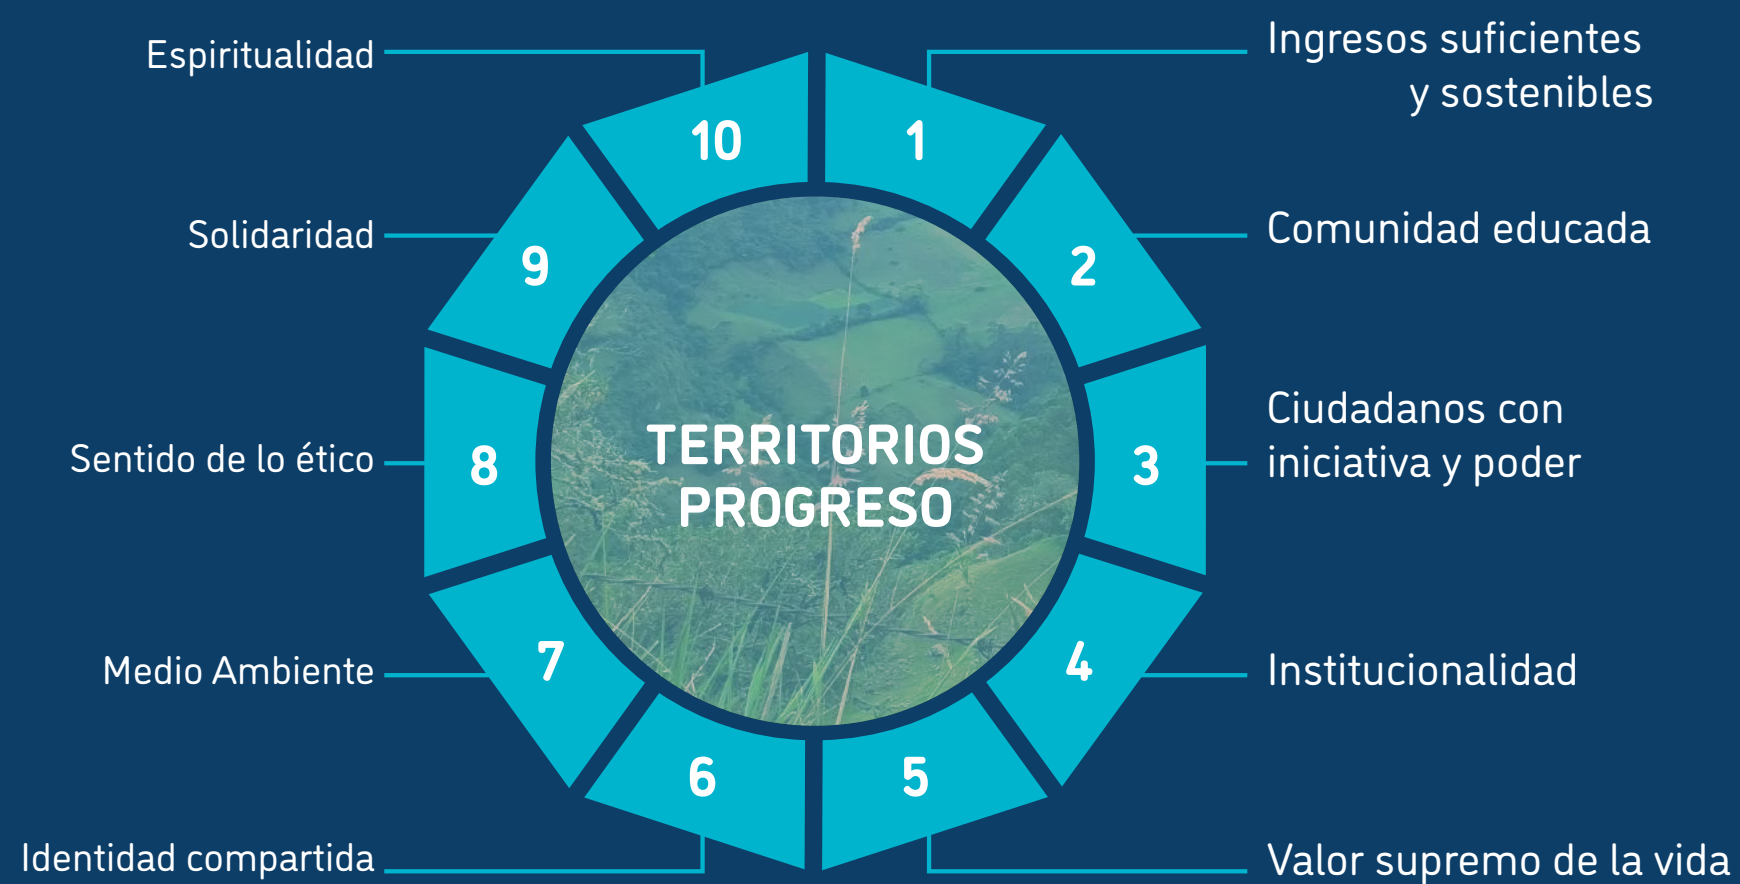 Ingresos suficientes
y sostenibles
1
Comunidad educada
2
Ciudadanos con
iniciativa y poder
3
Institucionalidad
4
Valor supremo de la vida
5
Identidad compartida
6
Medio Ambiente
7
Sentido de lo ético
8
Solidaridad
9
Espiritualidad
10
TERRITORIOS
PROGRESO